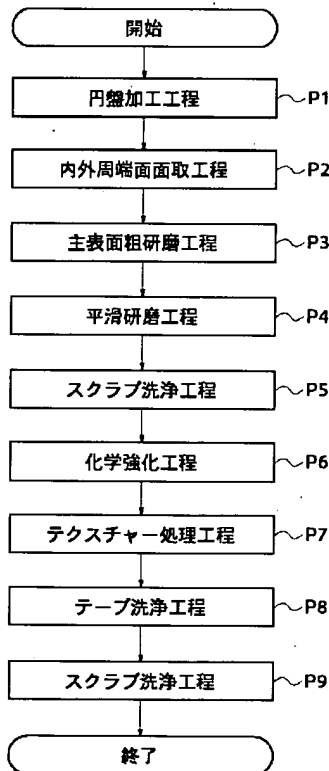 開始
円盤加工工程 P1
内外周端面面取工程 P2
主表面粗研磨工程 P3
平滑研磨工程 P4
スクラブ洗浄工程 P5
化学強化工程 P6
テクスチャー処理工程 P7
テープ洗浄工程 P8
スクラブ洗浄工程 P9
終了